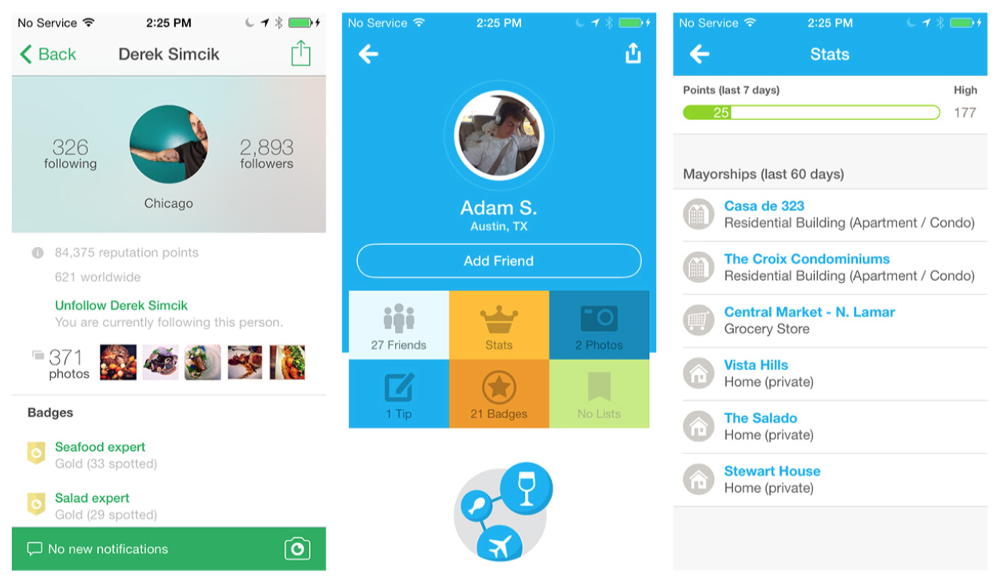 No Service
2:25 PM
Back
Derek Simcik
326
following
2,893
followers
Chicago
84,375 reputation points
621 worldwide
Unfollow Derek Simcik
You are currently following this person.
371
photos
Badges
Seafood expert
Gold (33 spotted)
Salad expert
Gold (29 spotted)
No new notifications
No Service
2:25 PM
Adam S.
Austin, TX
Add Friend
27 Friends
Stats
2 Photos
1 Tip
21 Badges
No Lists
No Service
2:25 PM
Stats
Points (last 7 days)
High
25
177
Mayorships (last 60 days)
Casa de 323
Residential Building (Apartment / Condo)
The Croix Condominiums
Residential Building (Apartment / Condo)
Central Market - N. Lamar
Grocery Store
Vista Hills
Home (private)
The Salado
Home (private)
Stewart House
Home (private)